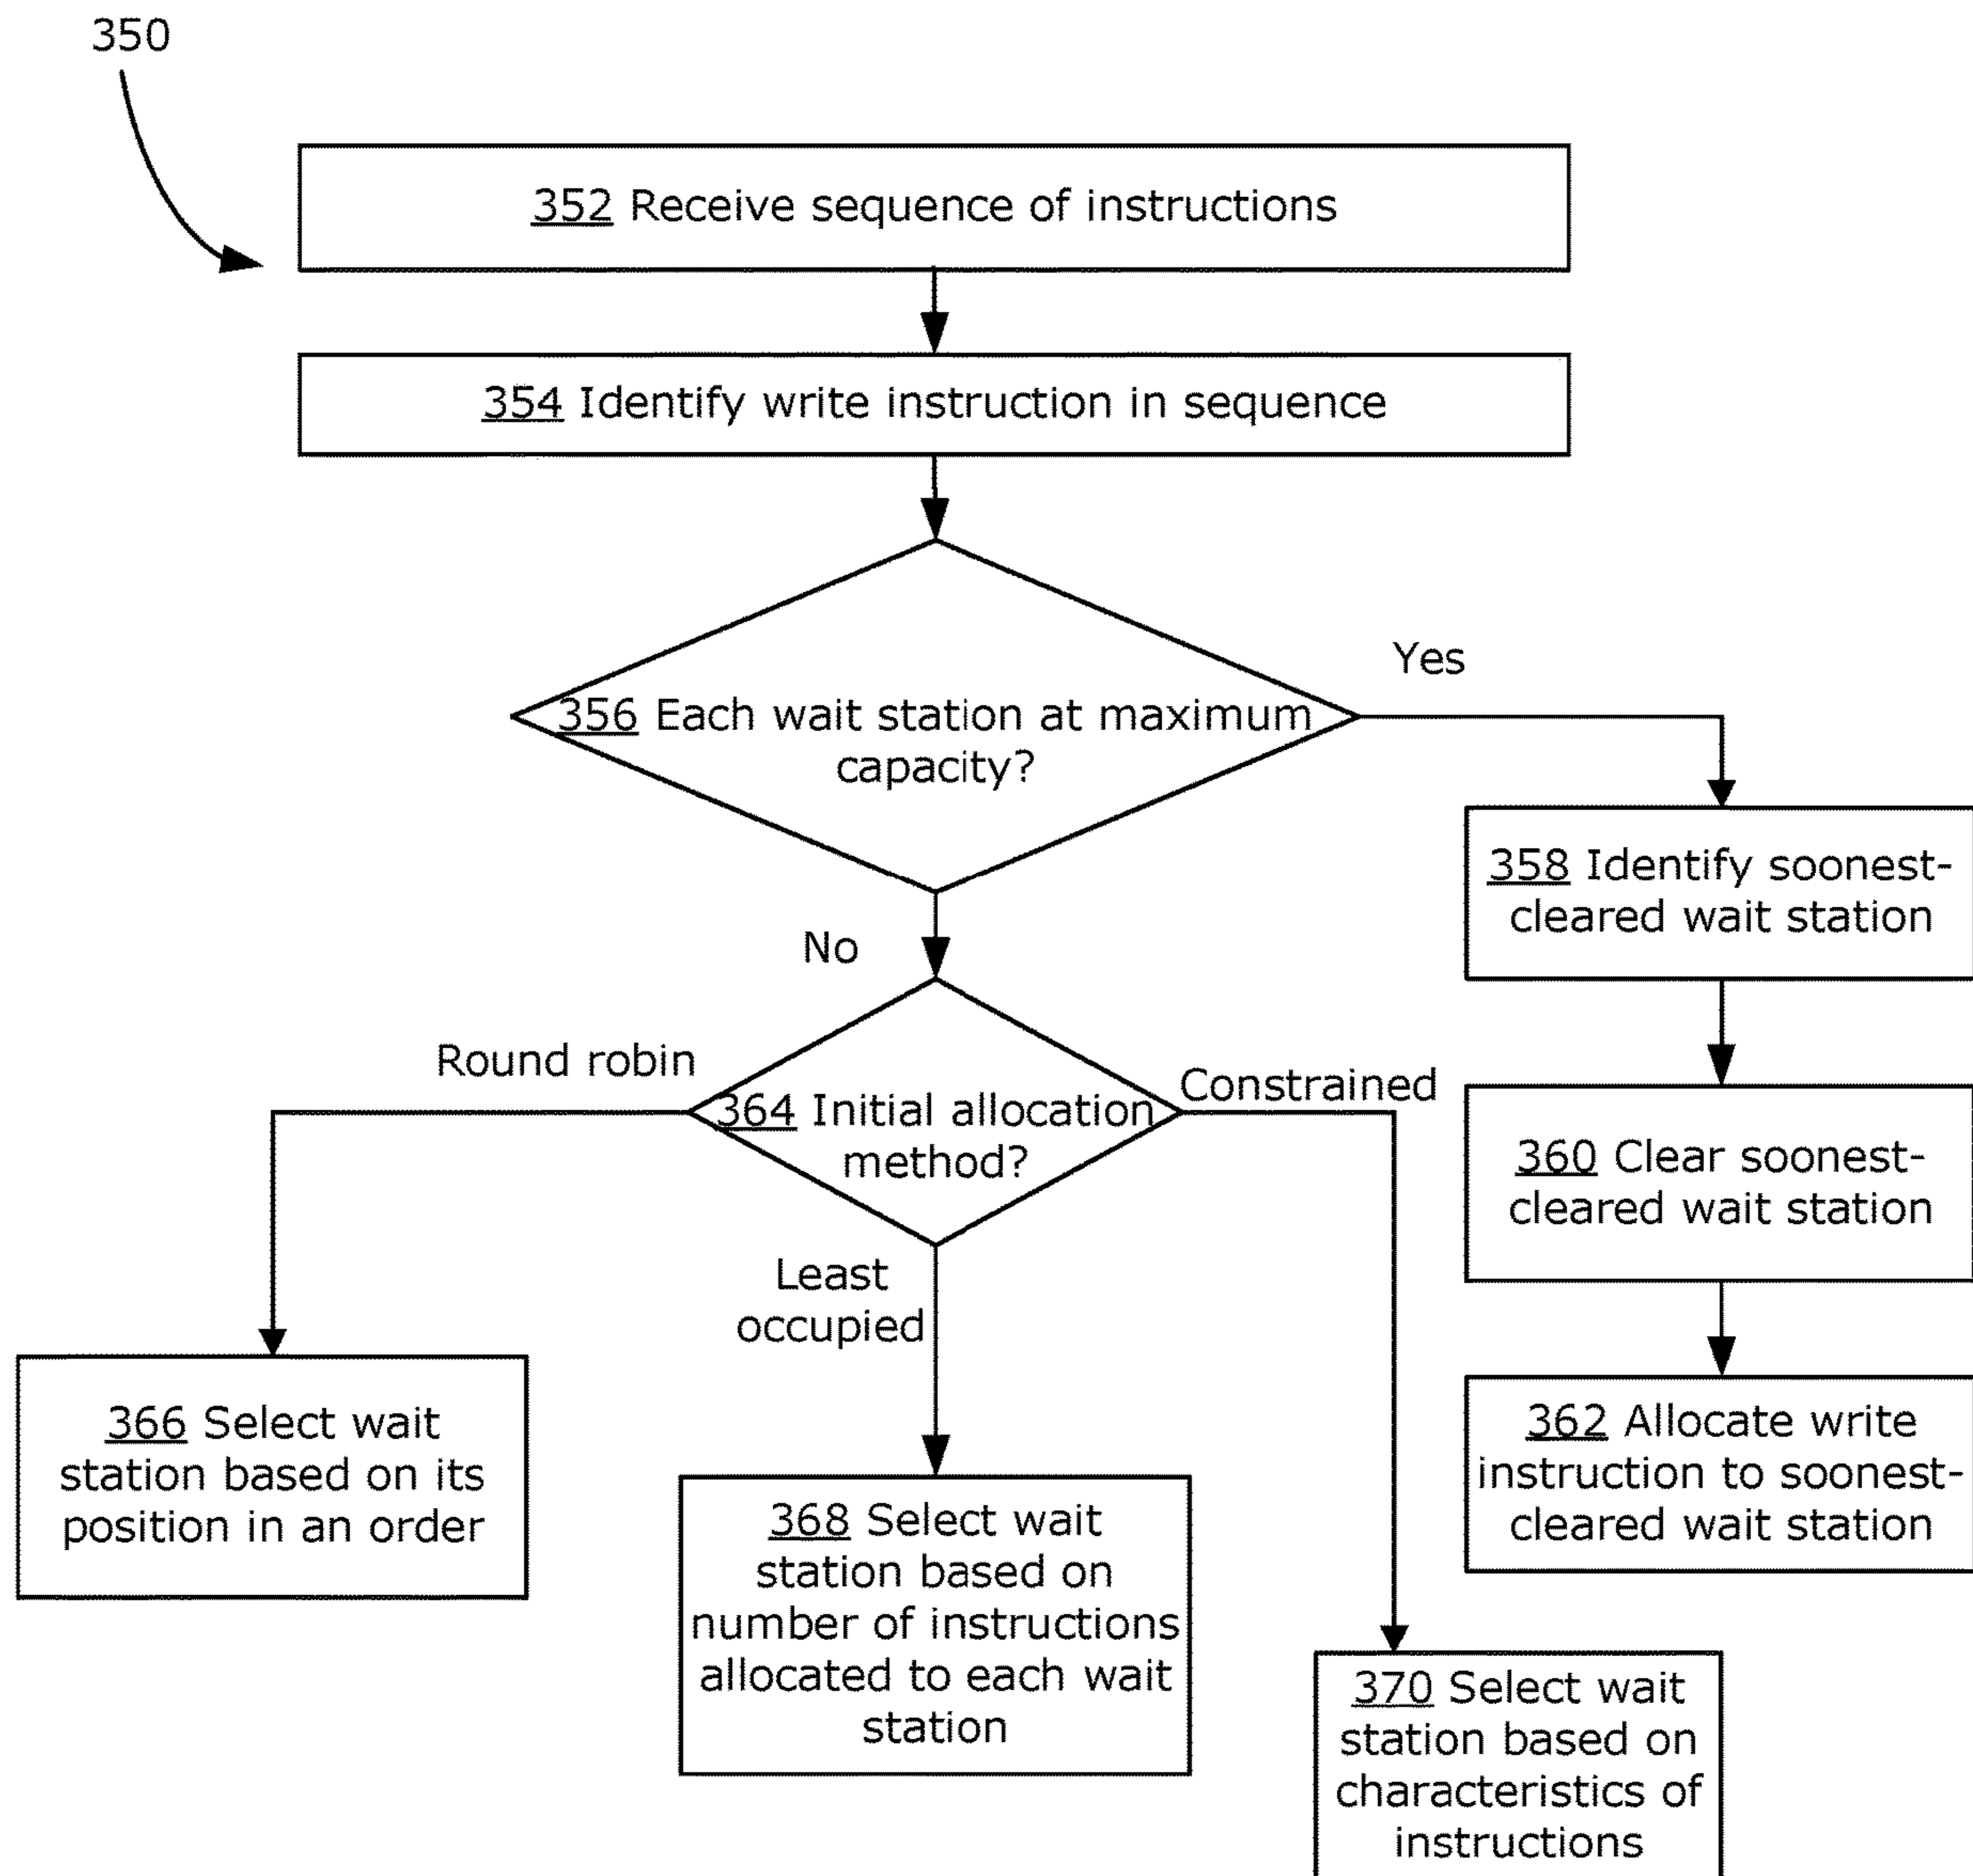 350
352 Receive sequence of instructions
354 Identify write instruction in sequence
Yes
356 Each wait station at maximum
capacity?
358 Identify soonest-
cleared wait station
No
Round robin
Constrained
364 Initial allocation
method?
360 Clear soonest-
cleared wait station
Least
occupied
366 Select wait
station based on its
position in an order
362 Allocate write
instruction to soonest-
cleared wait station
368 Select wait
station based on
number of instructions
allocated to each wait
station
370 Select wait
station based on
characteristics of
instructions